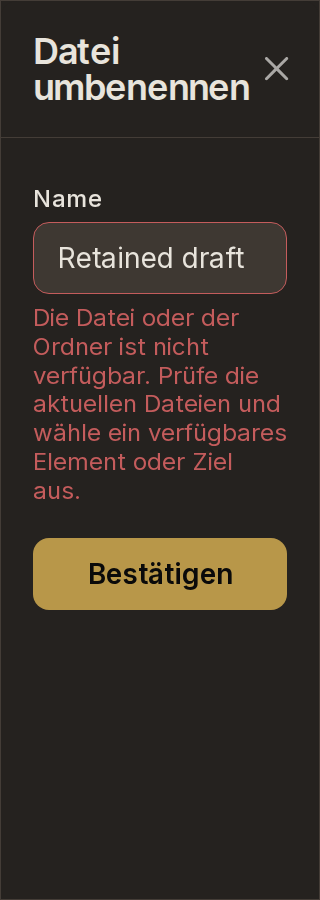 Datei
umbenennen
Name
Retained draft
Die Datei oder der
Ordner ist nicht
verfügbar. Prüfe die
aktuellen Dateien und
wähle ein verfügbares
Element oder Ziel
aus.
Bestätigen